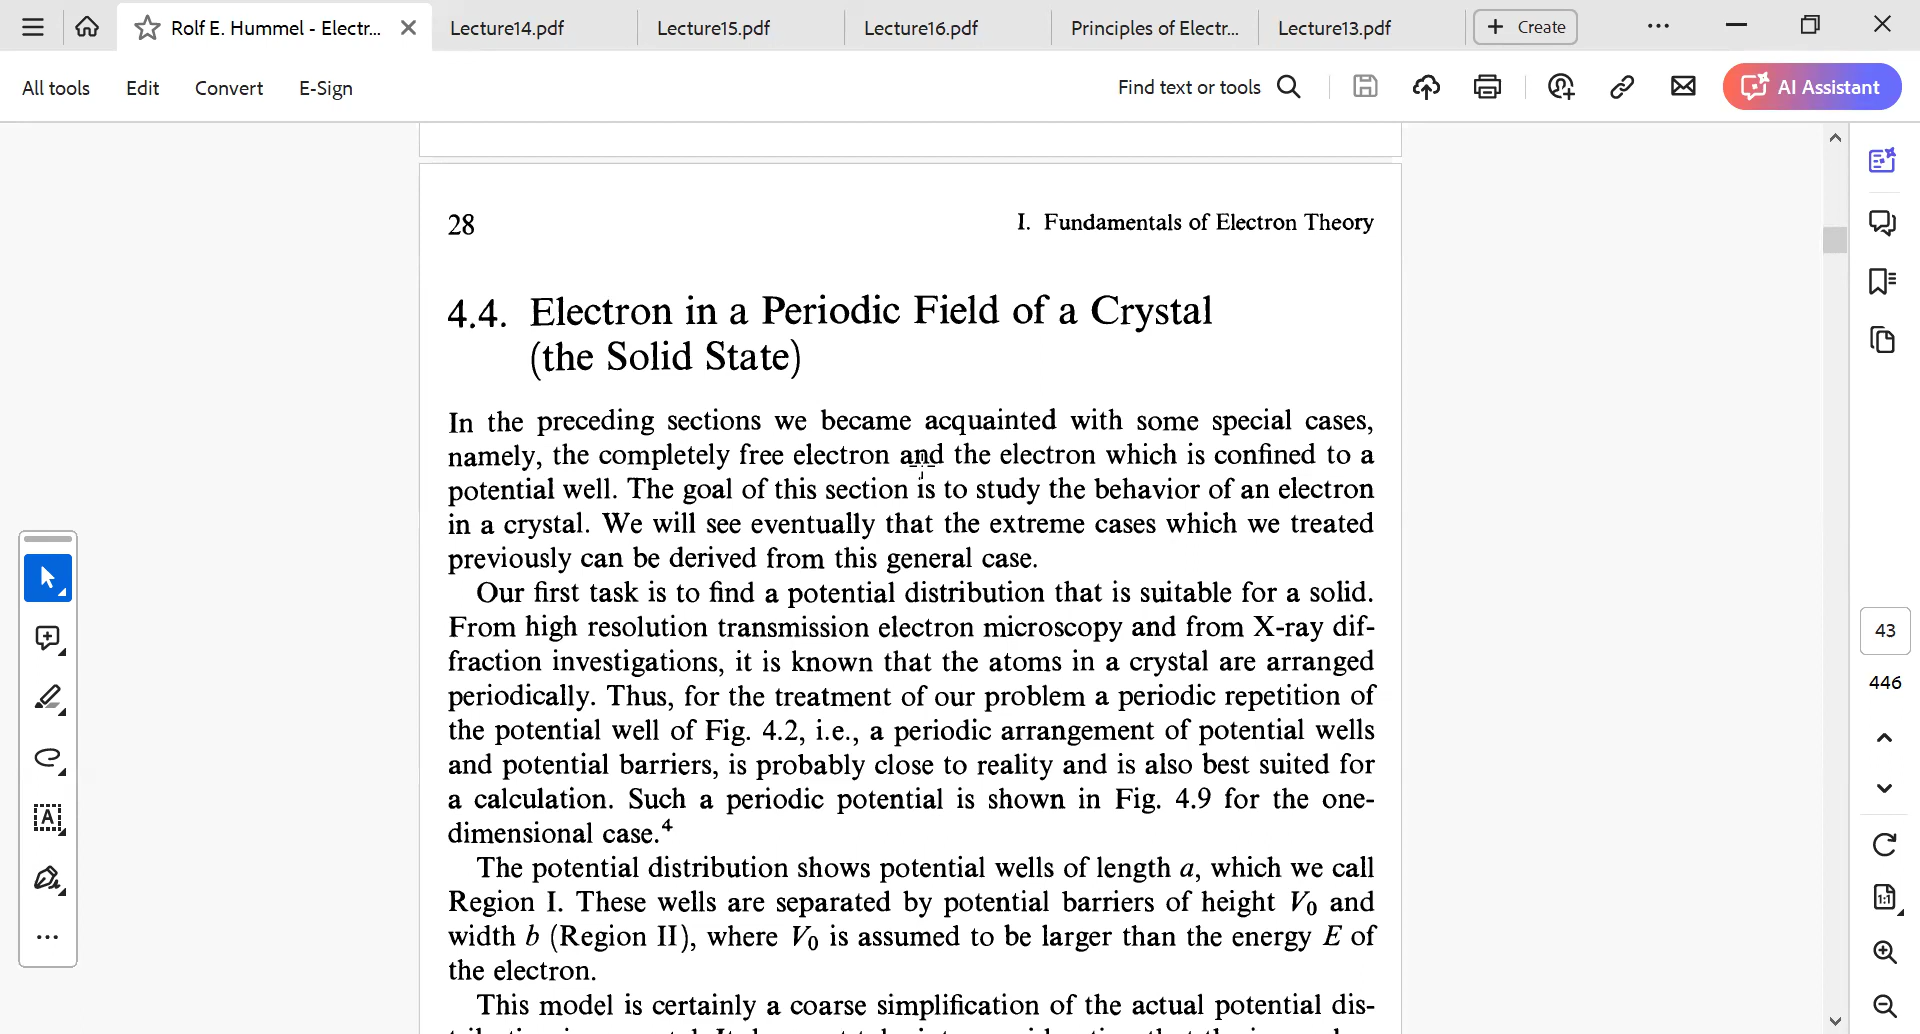 Rolf E. Hummel - Electr...
Lecture14.pdf
Lecture15.pdf
Lecture16.pdf
Principles of Electr...
Lecture13.pdf
+ Create
All tools
Edit
Convert
E-Sign
Find text or tools
AI Assistant
28
I. Fundamentals of Electron Theory
4.4. Electron in a Periodic Field of a Crystal
(the Solid State)
In the preceding sections we became acquainted with some special cases,
namely, the completely free electron and the electron which is confined to a
potential well. The goal of this section is to study the behavior of an electron
in a crystal. We will see eventually that the extreme cases which we treated
previously can be derived from this general case.
Our first task is to find a potential distribution that is suitable for a solid.
From high resolution transmission electron microscopy and from X-ray dif-
fraction investigations, it is known that the atoms in a crystal are arranged
periodically. Thus, for the treatment of our problem a periodic repetition of
the potential well of Fig. 4.2, i.e., a periodic arrangement of potential wells
and potential barriers, is probably close to reality and is also best suited for
a calculation. Such a periodic potential is shown in Fig. 4.9 for the one-
dimensional case.⁴
The potential distribution shows potential wells of length a, which we call
Region I. These wells are separated by potential barriers of height V₀ and
width b (Region II), where V₀ is assumed to be larger than the energy E of
the electron.
This model is certainly a coarse simplification of the actual potential dis-
43
446
1:1